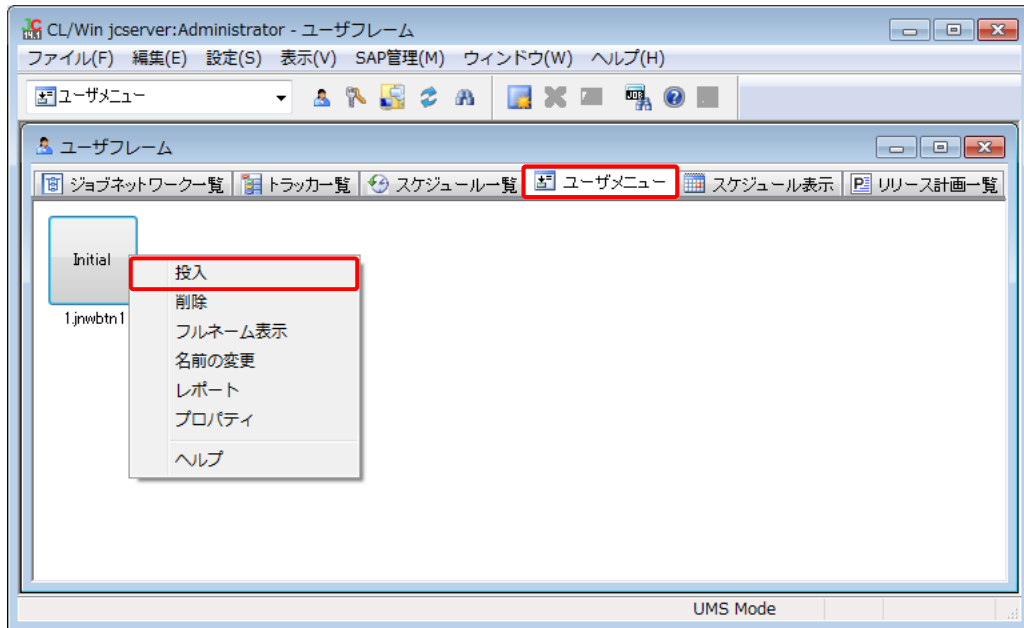 CL/Win jcserver:Administrator - ユーザフレーム
ファイル(F) 編集(E) 設定(S) 表示(V) SAP管理(M) ウィンドウ(W) ヘルプ(H)
ユーザメニュー
JOB
ユーザフレーム
ジョブネットワーク一覧 トラッカ一覧 スケジュール一覧 ユーザメニュー スケジュール表示 リリース計画一覧
Initial
1.jnwbtn1
投入
削除
フルネーム表示
名前の変更
レポート
プロパティ
ヘルプ
UMS Mode